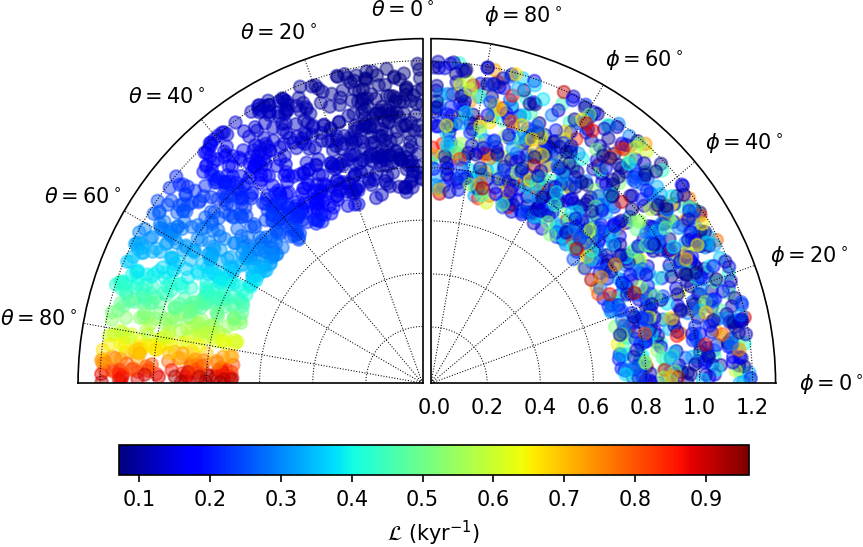 θ = 0°
ϕ = 80°
θ = 20°
ϕ = 60°
θ = 40°
ϕ = 40°
θ = 60°
ϕ = 20°
θ = 80°
ϕ = 0°
0.0 0.2 0.4 0.6 0.8 1.0 1.2
0.1 0.2 0.3 0.4 0.5 0.6 0.7 0.8 0.9
ℒ (kyr⁻¹)